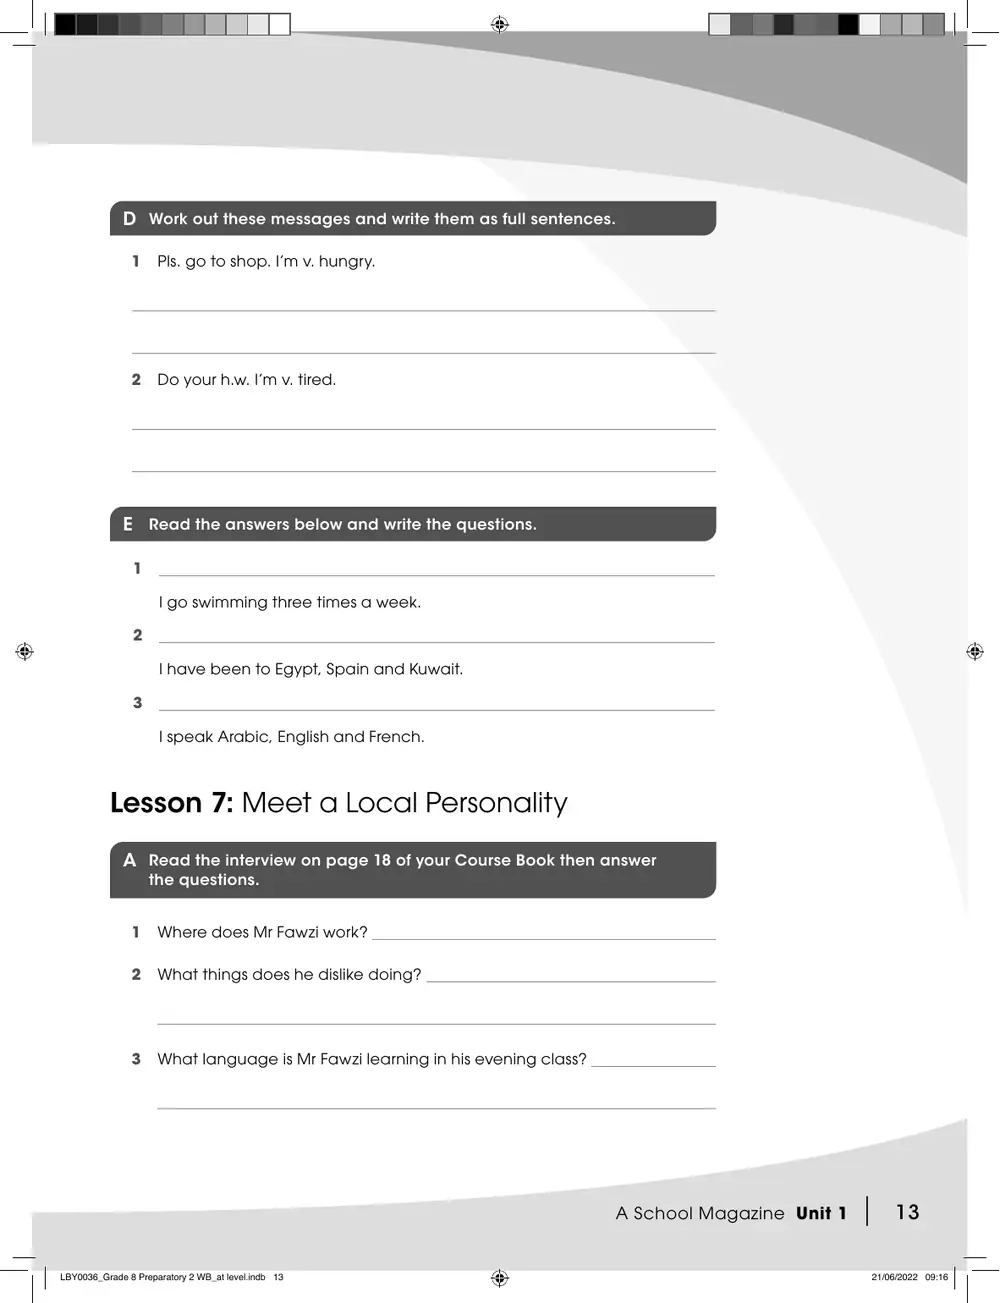 D Work out these messages and write them as full sentences.
1 Pls. go to shop. I'm v. hungry.
2 Do your h.w. I'm v. tired.
E Read the answers below and write the questions.
1
I go swimming three times a week.
2
I have been to Egypt, Spain and Kuwait.
3
I speak Arabic, English and French.
Lesson 7: Meet a Local Personality
A Read the interview on page 18 of your Course Book then answer
the questions.
1 Where does Mr Fawzi work?
2 What things does he dislike doing?
3 What language is Mr Fawzi learning in his evening class?
A School Magazine Unit 1 13
LBY0036_Grade 8 Preparatory 2 WB_at level.indb 13 21/06/2022 09:16